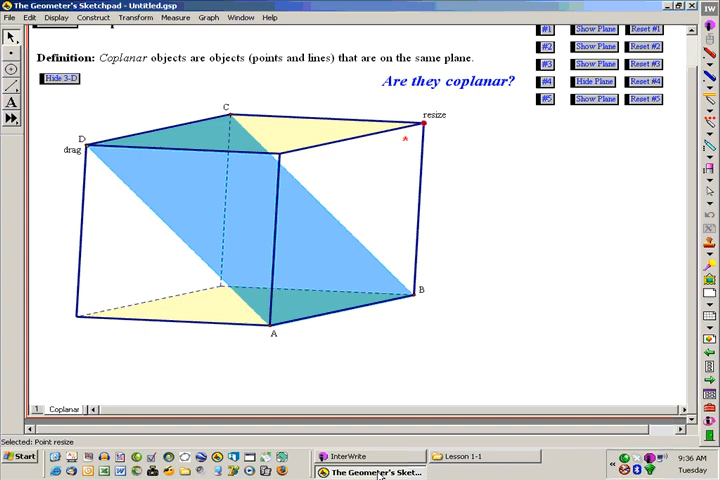 The Geometer's Sketchpad - Untitled.gsp
File Edit Display Construct Transform Measure Graph Window Help
#1 Show Plane Reset #1
#2 Show Plane Reset #2
Definition: Coplanar objects are objects (points and lines) that are on the same plane.
#3 Show Plane Reset #3
Hide 3-D
Are they coplanar?
#4 Hide Plane Reset #4
#5 Show Plane Reset #5
C
resize
D
drag
B
A
1 Coplanar
Selected: Point resize
Start
InterWrite
Lesson 1-1
9:36 AM
The Geometer's Sket...
Tuesday